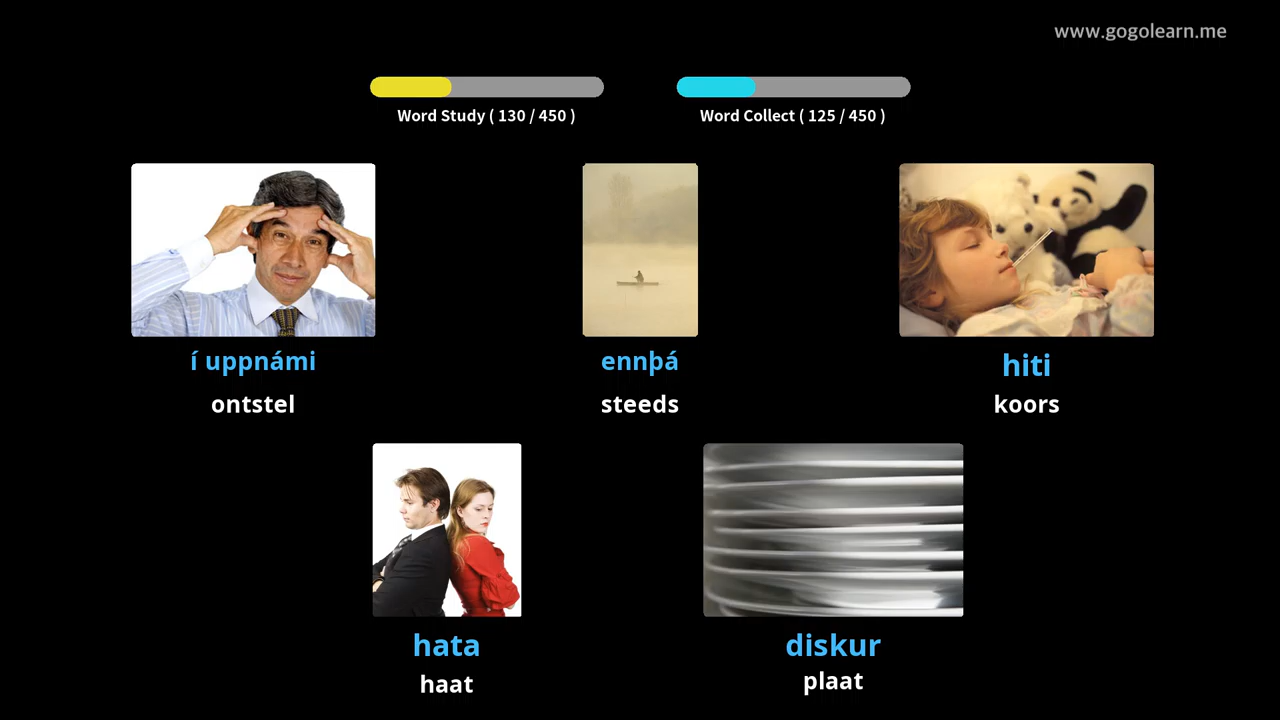 www.gogolearn.me
Word Study ( 130 / 450 )
Word Collect ( 125 / 450 )
í uppnámi
ontstel
ennþá
steeds
hiti
koors
hata
haat
diskur
plaat